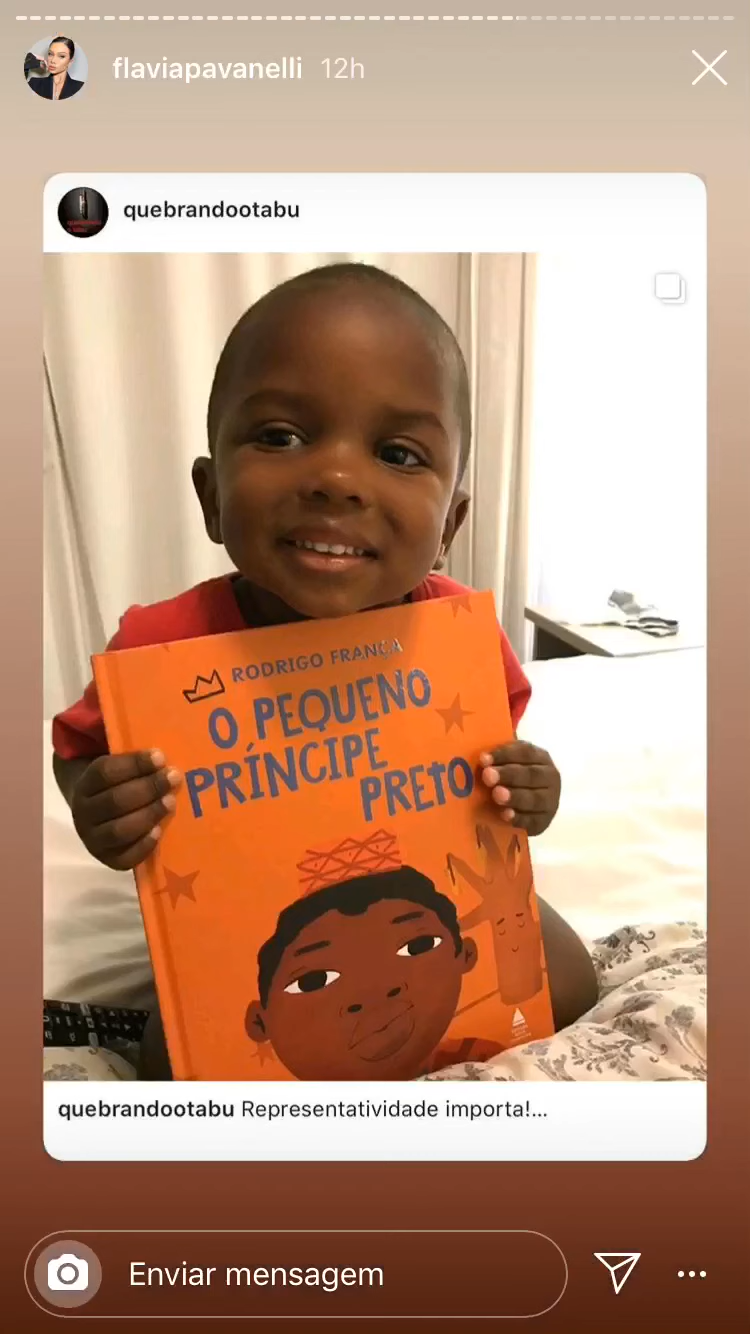 flaviapavanelli 12h
quebrandootabu
RODRIGO FRANÇA
O PEQUENO
PRÍNCIPE
PRETO
quebrandootabu Representatividade importa!...
Enviar mensagem